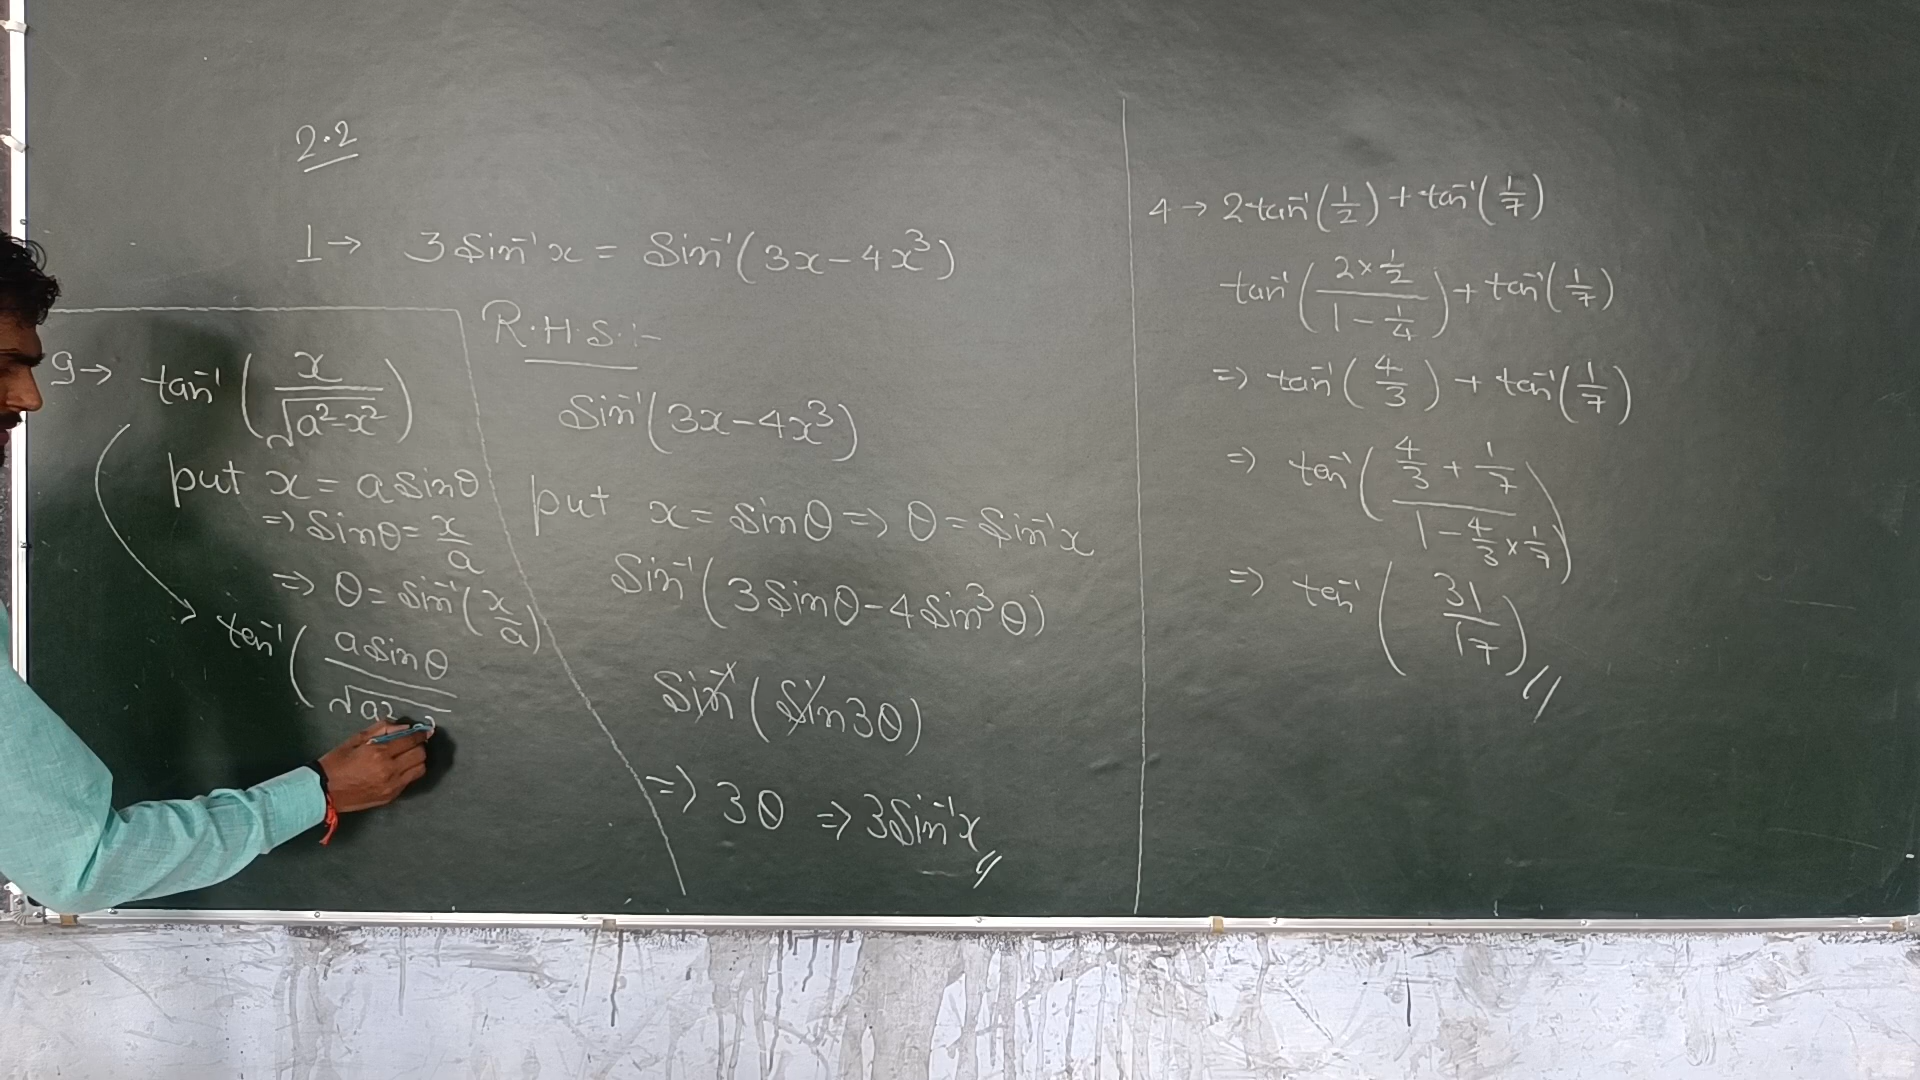 2.2
1 → 3 Sin⁻¹x = Sin⁻¹(3x-4x³)
R.H.S.:-
Sin⁻¹(3x-4x³)
put x = Sinθ => θ = Sin⁻¹x
Sin⁻¹(3Sinθ-4Sin³θ)
Sin⁻¹(Sin3θ)
=> 3θ => 3Sin⁻¹x//
9 → tan⁻¹(x/√(a²-x²))
put x = a Sinθ
=> Sinθ = x/a
=> θ = Sin⁻¹(x/a)
tan⁻¹(a Sinθ/√a²
4 → 2tan⁻¹(1/2) + tan⁻¹(1/7)
tan⁻¹((2×1/2)/(1-1/4)) + tan⁻¹(1/7)
=> tan⁻¹(4/3) + tan⁻¹(1/7)
=> tan⁻¹((4/3 + 1/7)/(1-4/3×1/7))
=> tan⁻¹(31/17)//